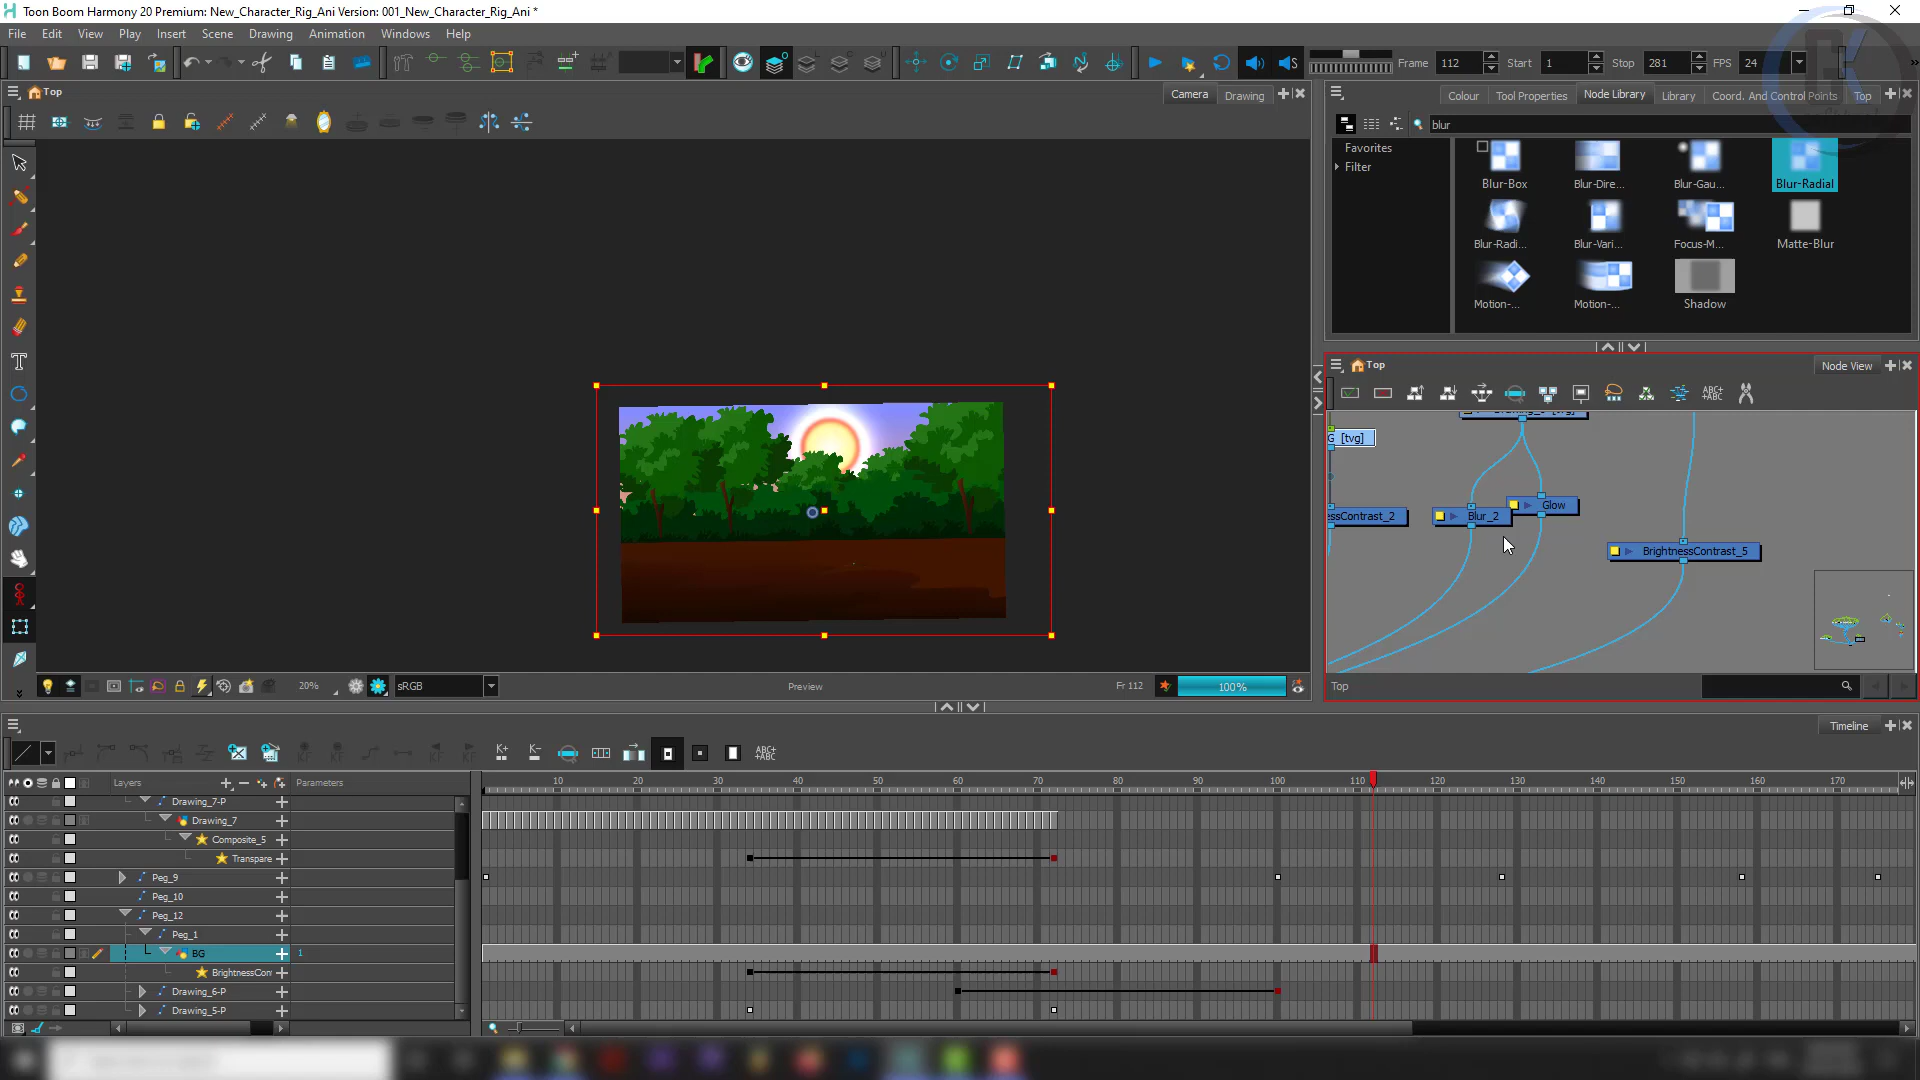 Toon Boom Harmony 20 Premium: New_Character_Rig_Ani Version: 001_New_Character_Rig_Ani *
File Edit View Play Insert Scene Drawing Animation Windows Help
Frame 112 Start 1 Stop 281 FPS 24
Top
Camera Drawing
Colour Tool Properties Node Library Library Coord. And Control Points Top
blur
Favorites
Filter
Blur-Box Blur-Dire... Blur-Gau... Blur-Radial
Blur-Radi... Blur-Vari... Focus-M... Matte-Blur
Motion-... Motion-... Shadow
Top
Node View
G [tvg]
Glow
essContrast_2 Blur_2
BrightnessContrast_5
Top
20% sRGB Preview Fr 112 100%
Timeline
Layers Parameters
10 20 30 40 50 60 70 80 90 100 110 120 130 140 150 160 170
Drawing_7-P
Drawing_7
Composite_5
Transpare
Peg_9
Peg_10
Peg_12
Peg_1
BG 1
BrightnessCon
Drawing_6-P
Drawing_5-P